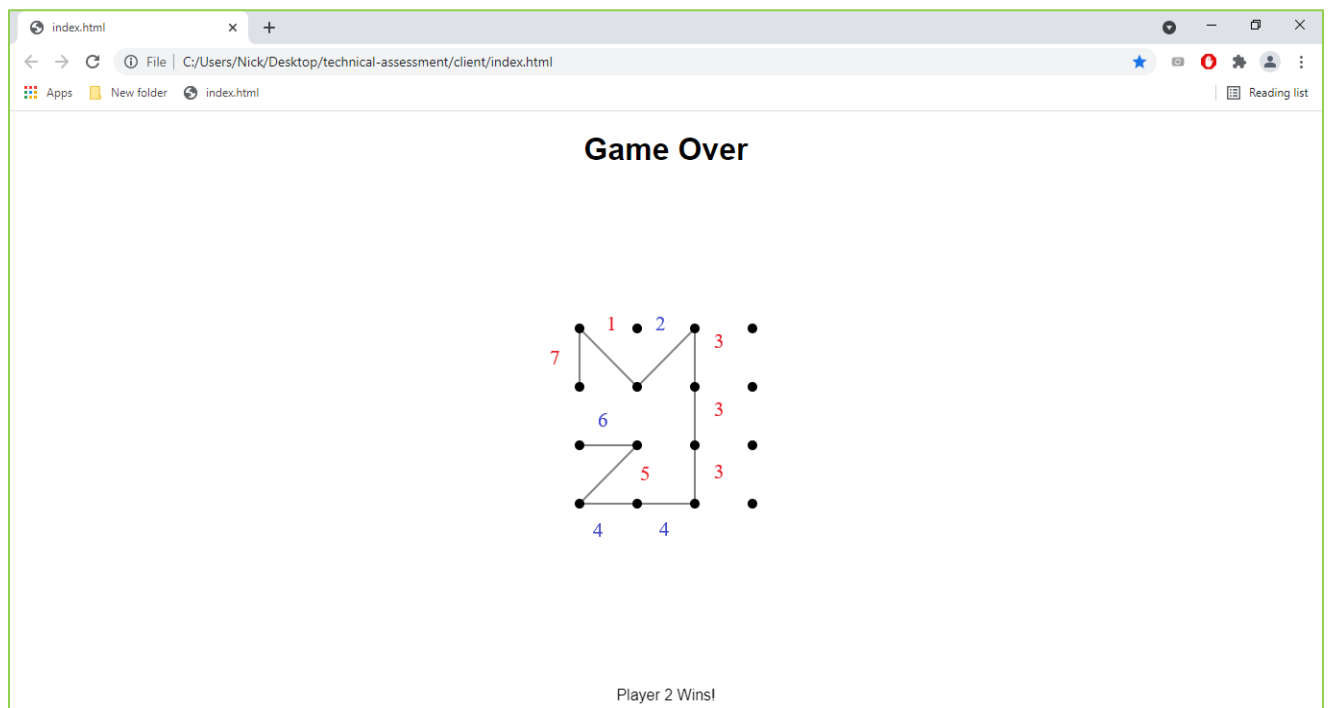 index.html
File C:/Users/Nick/Desktop/technical-assessment/client/index.html
Apps New folder index.html Reading list
Game Over
1 2
3
7
3
6
5 3
4 4
Player 2 Wins!